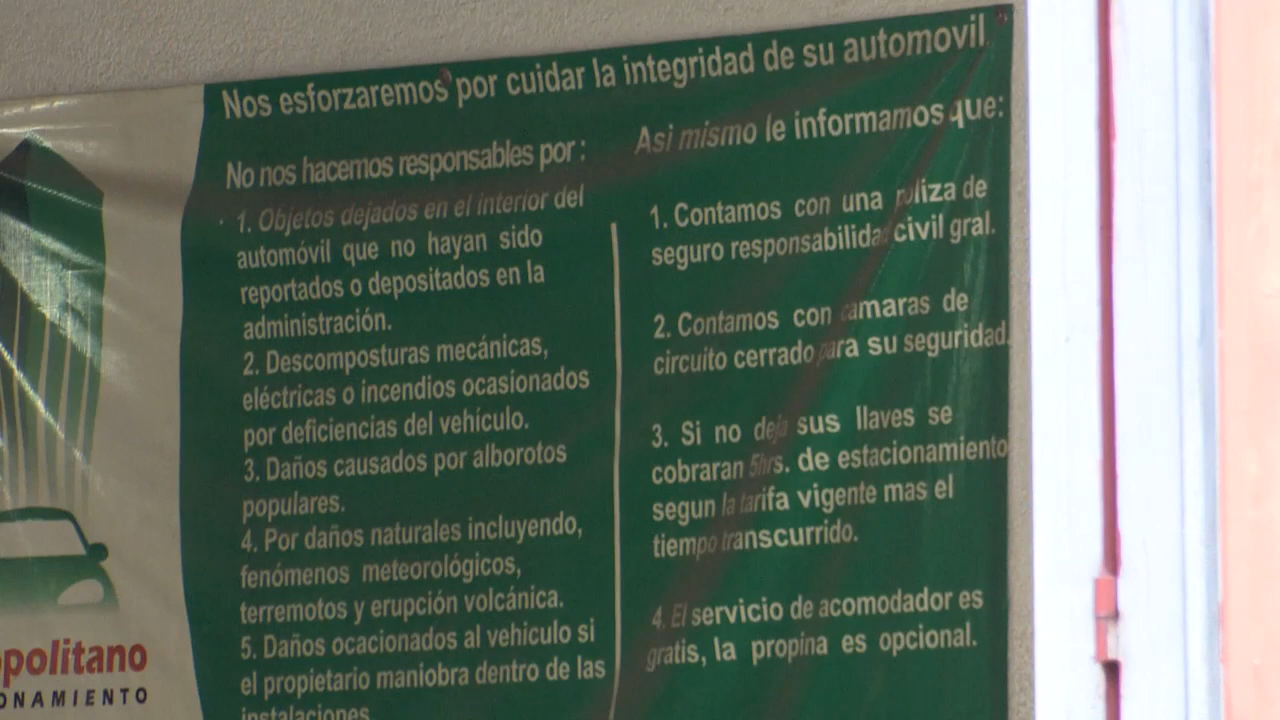 Nos esforzaremos por cuidar la integridad de su automovil
No nos hacemos responsables por :
1. Objetos dejados en el interior del
automóvil que no hayan sido
reportados o depositados en la
administración.
2. Descomposturas mecánicas,
eléctricas o incendios ocasionados
por deficiencias del vehículo.
3. Daños causados por alborotos
populares.
4. Por daños naturales incluyendo,
fenómenos meteorológicos,
terremotos y erupción volcánica.
5. Daños ocacionados al vehiculo si
el propietario maniobra dentro de las
instalaciones
Asi mismo le informamos que:
1. Contamos con una poliza de
seguro responsabilidad civil gral.
2. Contamos con camaras de
circuito cerrado para su seguridad.
3. Si no deja sus llaves se
cobraran 5hrs. de estacionamiento
segun la tarifa vigente mas el
tiempo transcurrido.
4. El servicio de acomodador es
gratis, la propina es opcional.
opolitano
ONAMIENTO